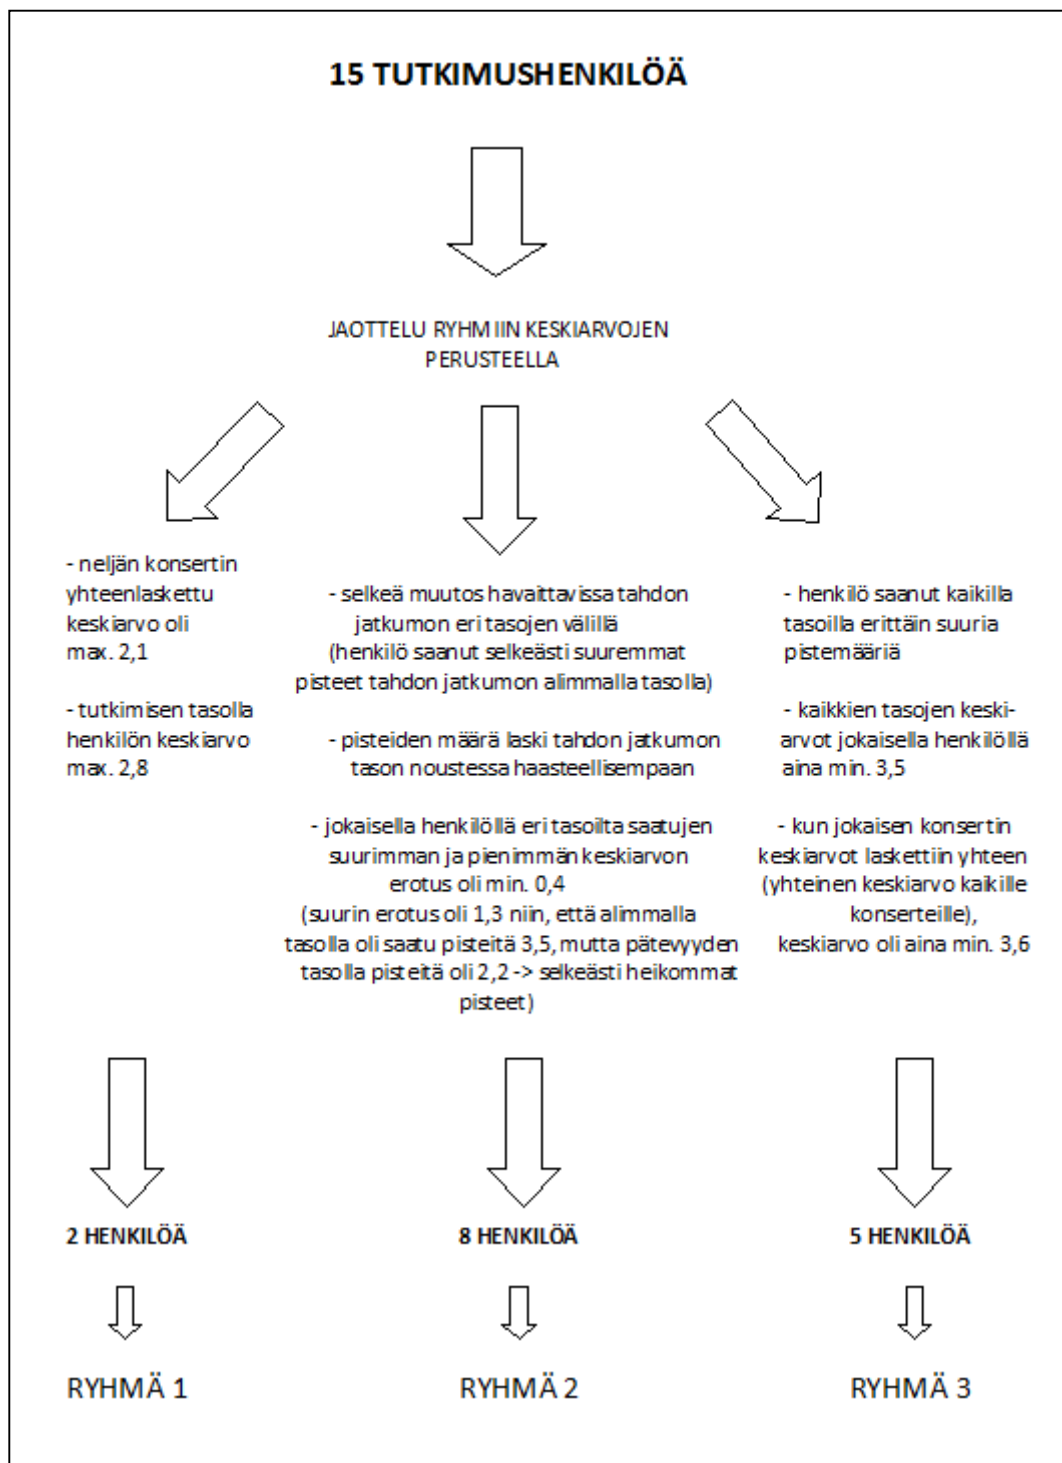 15 TUTKIMUSHENKILÖÄ
JAOTTELU RYHMIIN KESKIARVOJEN
PERUSTEELLA
- neljän konsertin
yhteenlaskettu
keskiarvo oli
max. 2,1
- tutkimisen tasolla
henkilön keskiarvo
max. 2,8
- selkeä muutos havaittavissa tahdon
jatkumon eri tasojen välillä
(henkilö saanut selkeästi suuremmat
pisteet tahdon jatkumon alimmalla tasolla)
- pisteiden määrä laski tahdon jatkumon
tason noustessa haasteellisempaan
- jokaisella henkilöllä eri tasoilta saatujen
suurimman ja pienimmän keskiarvon
erotus oli min. 0,4
(suurin erotus oli 1,3 niin, että alimmalla
tasolla oli saatu pisteitä 3,5, mutta pätevyyden
tasolla pisteitä oli 2,2 -> selkeästi heikommat
pisteet)
- henkilö saanut kaikilla
tasoilla erittäin suuria
pistemääriä
- kaikkien tasojen keski-
arvot jokaisella henkilöllä
aina min. 3,5
- kun jokaisen konsertin
keskiarvot laskettiin yhteen
(yhteinen keskiarvo kaikille
konserteille),
keskiarvo oli aina min. 3,6
2 HENKILÖÄ
8 HENKILÖÄ
5 HENKILÖÄ
RYHMÄ 1
RYHMÄ 2
RYHMÄ 3